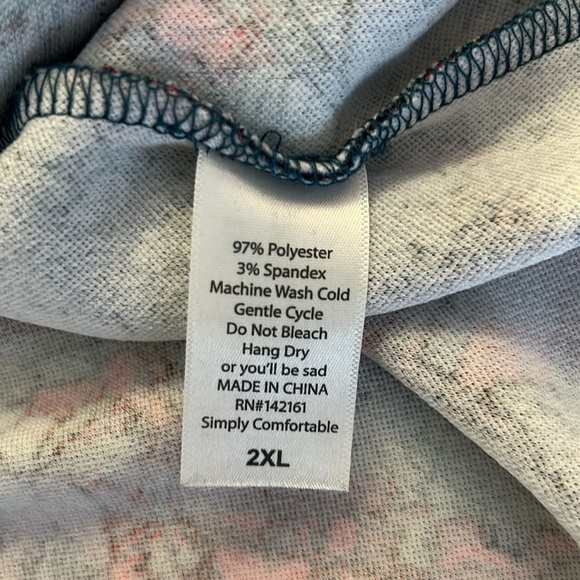 97% Polyester
3% Spandex
Machine Wash Cold
Gentle Cycle
Do Not Bleach
Hang Dry
or you'll be sad
MADE IN CHINA
RN#142161
Simply Comfortable
2XL